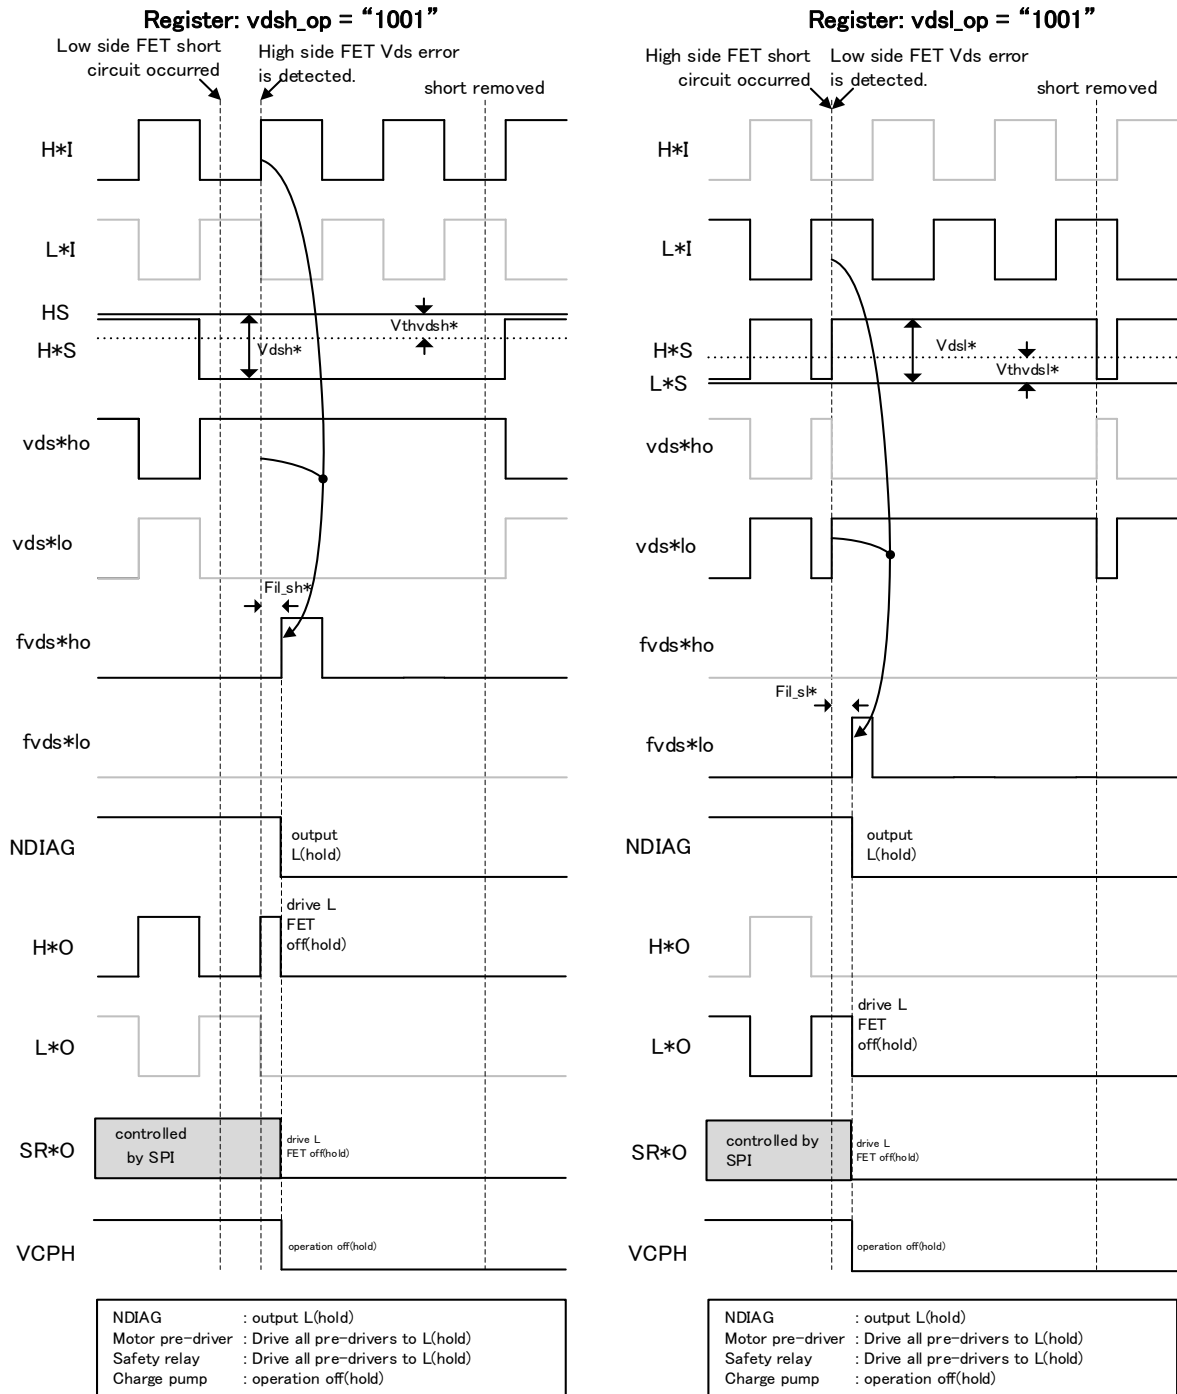 Register: vdsh_op = “1001”
Low side FET short
circuit occurred
High side FET Vds error
is detected.
short removed
H*I
L*I
HS
Vthvdsh*
H*S
Vdsh*
vds*ho
vds*lo
Fil_sh*
fvds*ho
fvds*lo
NDIAG
output
L(hold)
drive L
FET
off(hold)
H*O
L*O
SR*O
controlled
by SPI
drive L
FET off(hold)
VCPH
operation off(hold)
NDIAG : output L(hold)
Motor pre-driver : Drive all pre-drivers to L(hold)
Safety relay : Drive all pre-drivers to L(hold)
Charge pump : operation off(hold)
Register: vdsl_op = “1001”
High side FET short
circuit occurred
Low side FET Vds error
is detected.
short removed
H*I
L*I
H*S
Vdsl*
Vthvdsl*
L*S
vds*ho
vds*lo
fvds*ho
Fil_sl*
fvds*lo
NDIAG
output
L(hold)
H*O
drive L
FET
off(hold)
L*O
SR*O
controlled by
SPI
drive L
FET off(hold)
VCPH
operation off(hold)
NDIAG : output L(hold)
Motor pre-driver : Drive all pre-drivers to L(hold)
Safety relay : Drive all pre-drivers to L(hold)
Charge pump : operation off(hold)